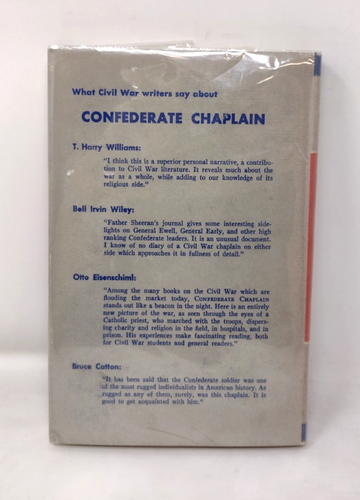 What Civil War writers say about
CONFEDERATE CHAPLAIN
T. Harry Williams:
"I think this is a superior personal narrative, a contribu-
tion to Civil War literature. It reveals much about the
war as a whole, while adding to our knowledge of its
religious side."
Bell Irvin Wiley:
"Father Sheeran's journal gives some interesting side-
lights on General Ewell, General Early, and other high
ranking Confederate leaders. It is an unusual document.
I know of no diary of a Civil War chaplain on either
side which approaches it in fullness of detail."
Otto Eisenschiml:
"Among the many books on the Civil War which are
flooding the market today, CONFEDERATE CHAPLAIN
stands out like a beacon in the night. Here is an entirely
new picture of the war, as seen through the eyes of a
Catholic priest, who marched with the troops, dispens-
ing charity and religion in the field, in hospitals, and in
prison. His experiences make fascinating reading, both
for Civil War students and general readers."
Bruce Catton:
"It has been said that the Confederate soldier was one
of the most rugged individualists in American history. As
rugged as any of them, surely, was this chaplain. It is
good to get acquainted with him."